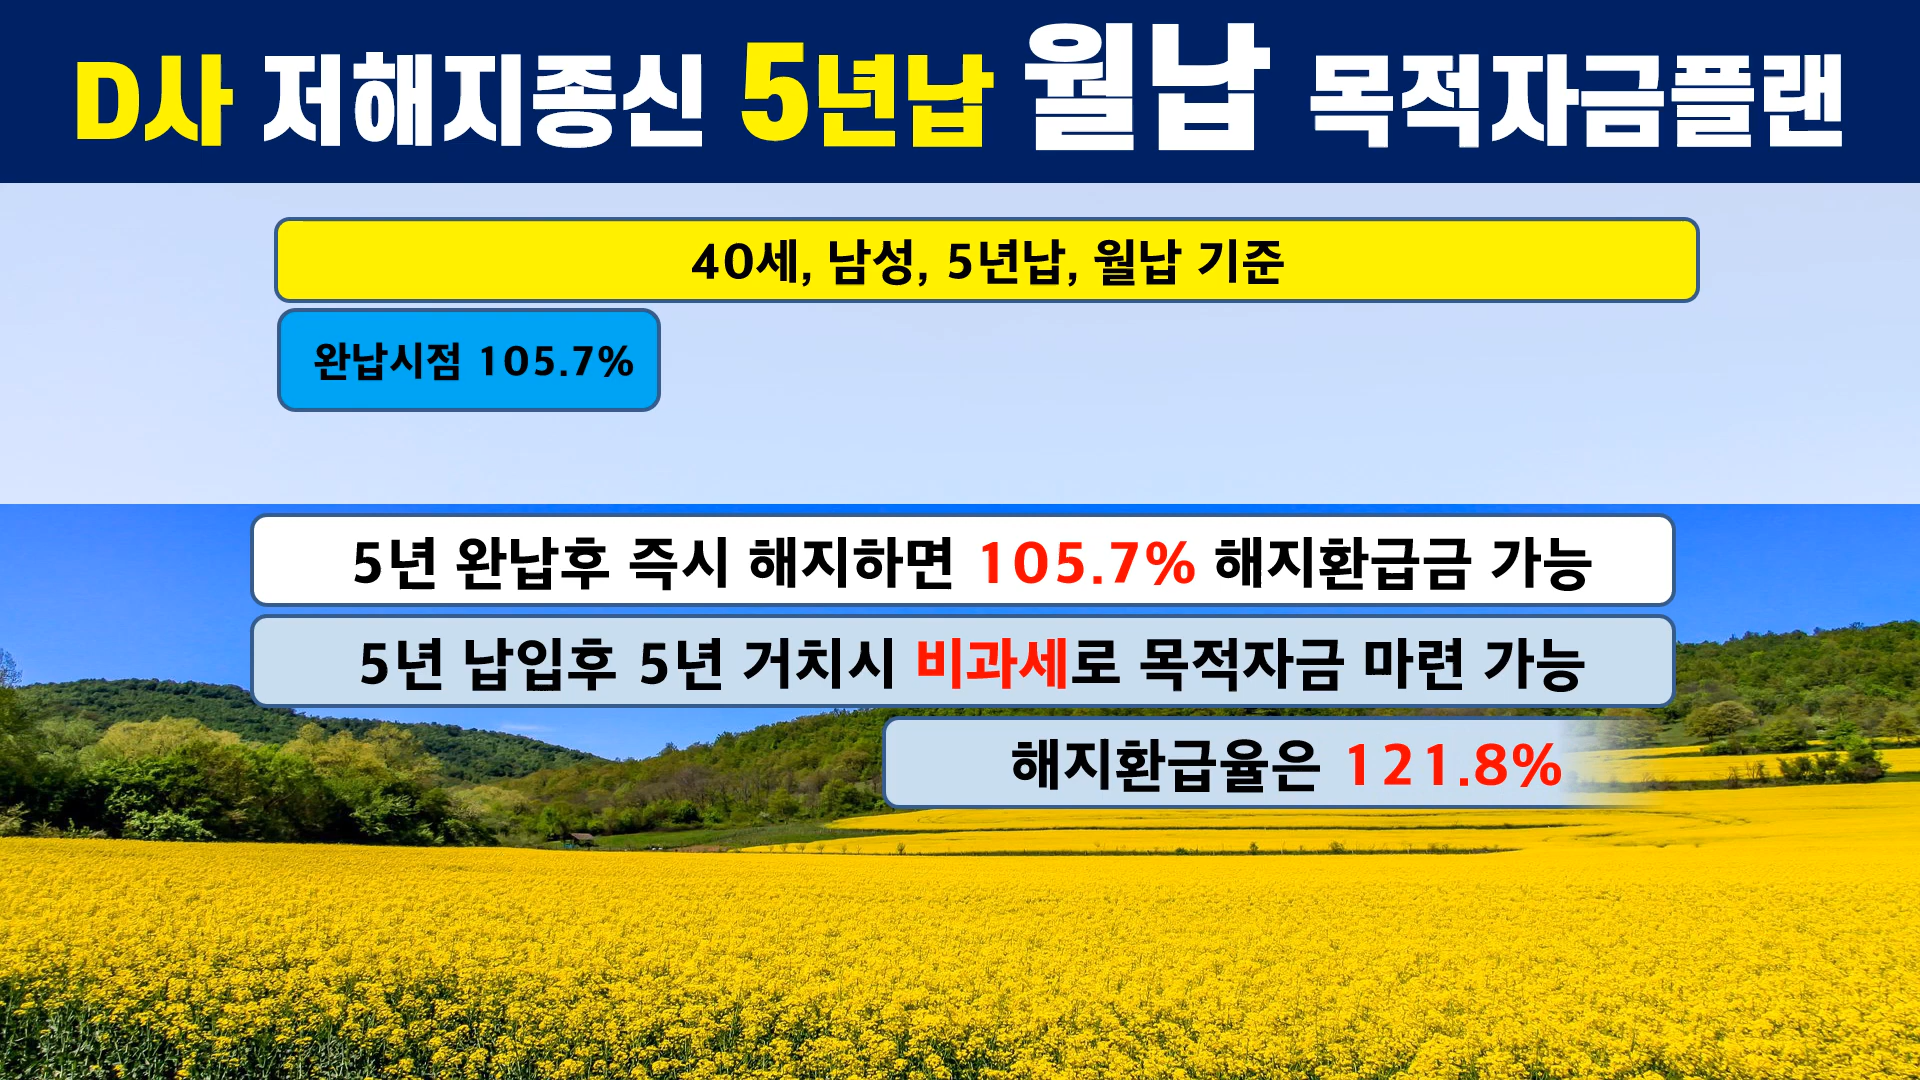 D사 저해지종신 5년납 월납 목적자금플랜
40세, 남성, 5년납, 월납 기준
완납시점 105.7%
5년 완납후 즉시 해지하면 105.7% 해지환급금 가능
5년 납입후 5년 거치시 비과세로 목적자금 마련 가능
해지환급율은 121.8%